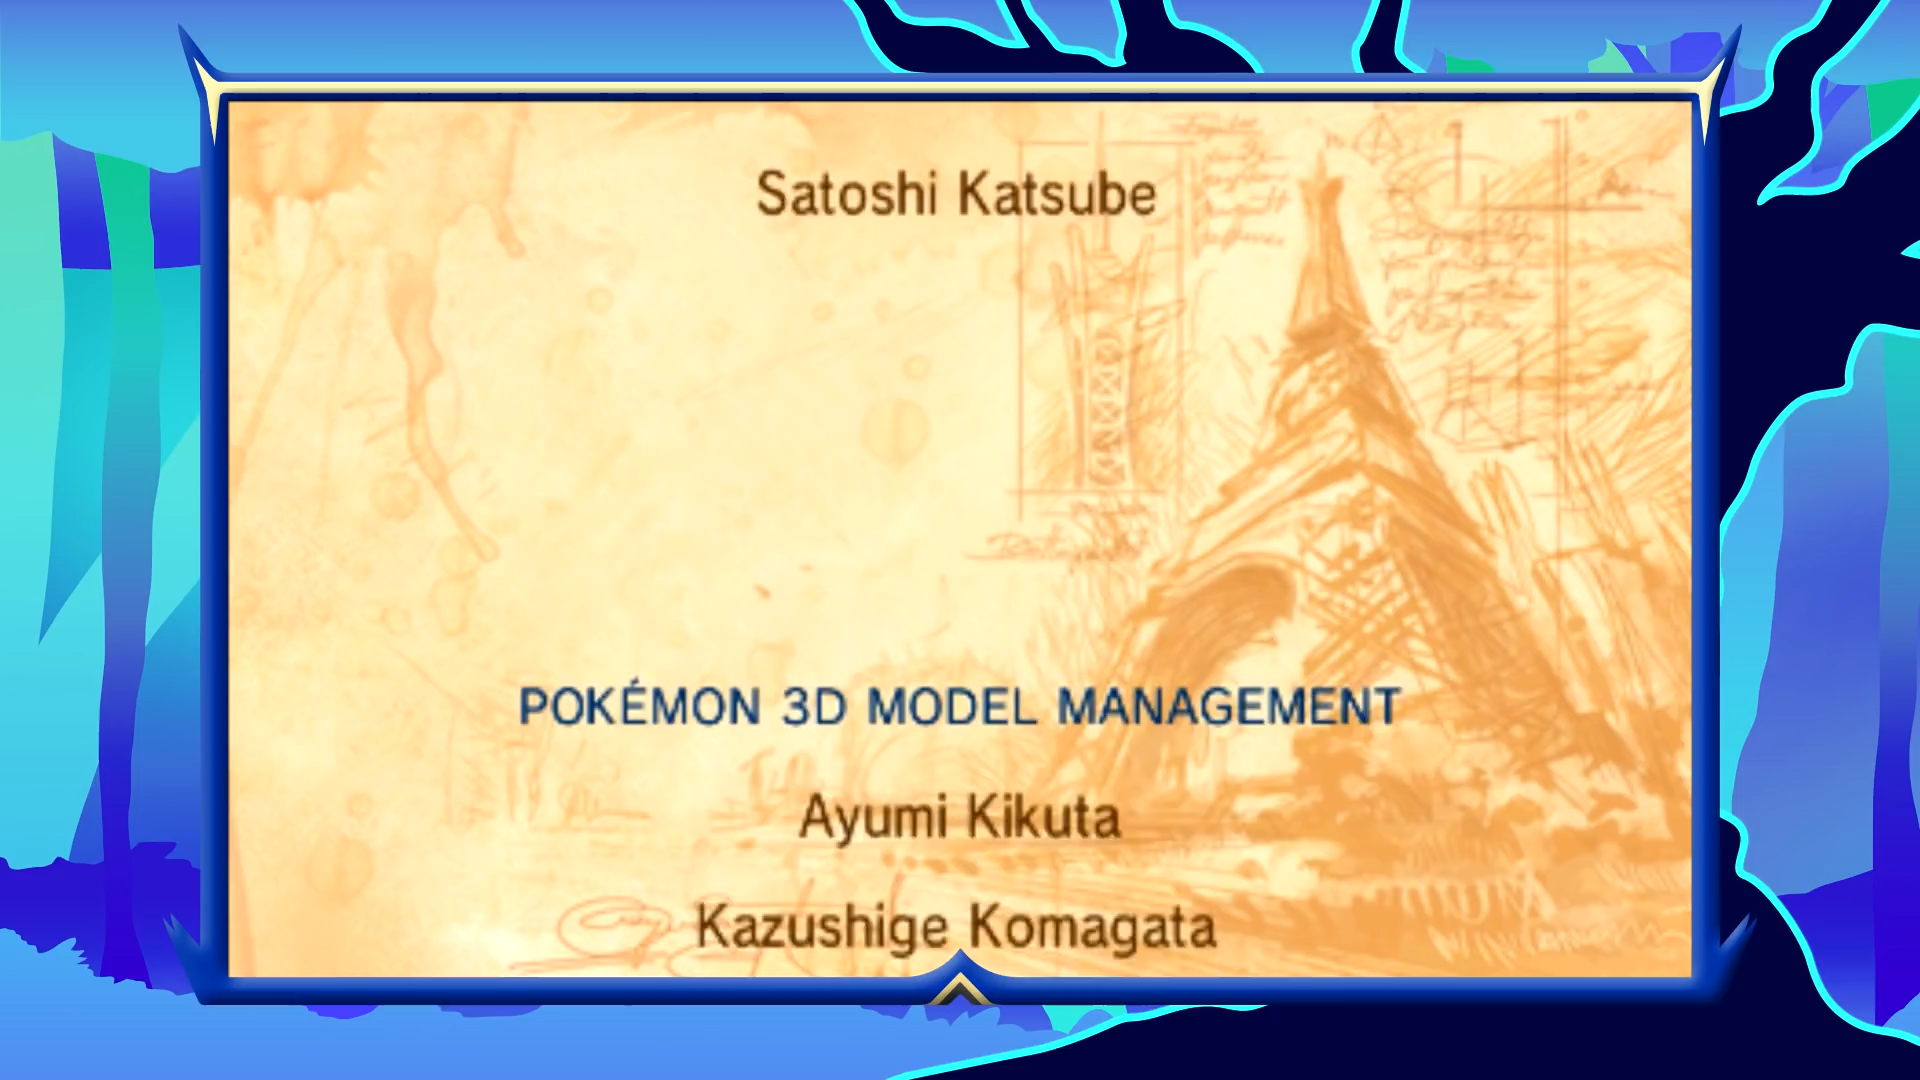 Satoshi Katsube
POKÉMON 3D MODEL MANAGEMENT
Ayumi Kikuta
Kazushige Komagata